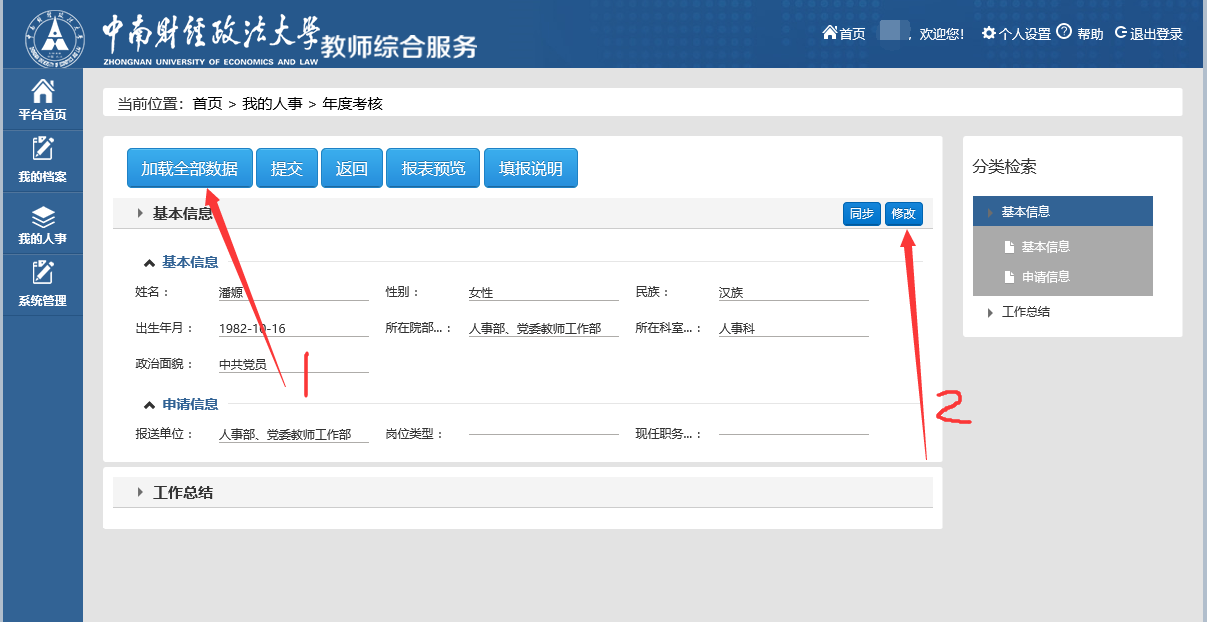 中南财经政法大学 教师综合服务
ZHONGNAN UNIVERSITY OF ECONOMICS AND LAW
首页 ，欢迎您! 个人设置 帮助 退出登录
平台首页
我的档案
我的人事
系统管理
当前位置：首页 > 我的人事 > 年度考核
加载全部数据 提交 返回 报表预览 填报说明
基本信息 同步 修改
基本信息
姓名： 潘嫄 性别： 女性 民族： 汉族
出生年月： 1982-10-16 所在院部...： 人事部、党委教师工作部 所在科室...： 人事科
政治面貌： 中共党员
1
申请信息
2
报送单位： 人事部、党委教师工作部 岗位类型： 现任职务...：
工作总结
分类检索
基本信息
基本信息
申请信息
工作总结